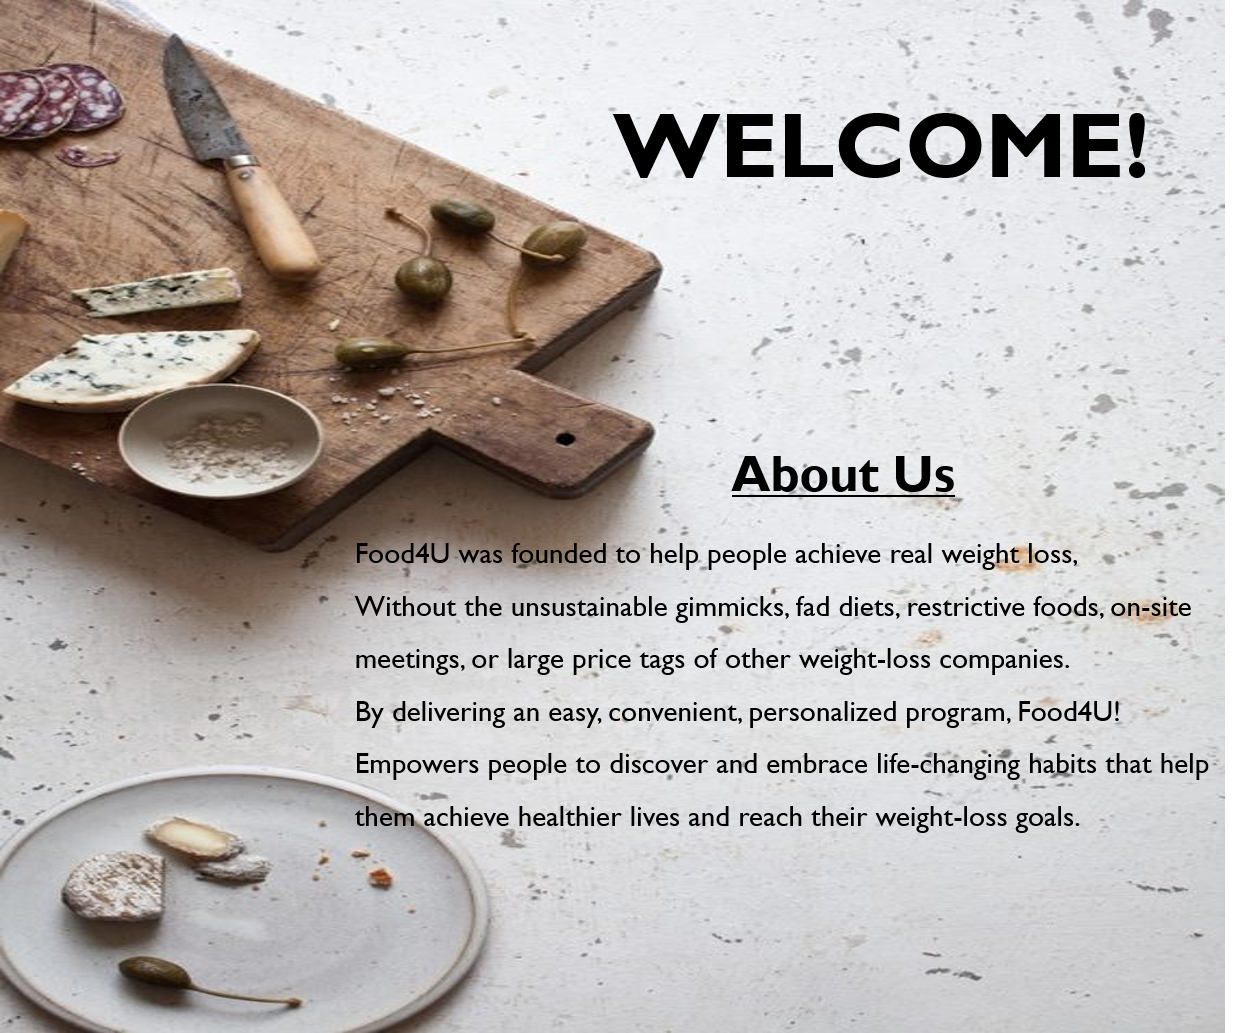 WELCOME!
About Us
Food4U was founded to help people achieve real weight loss,
Without the unsustainable gimmicks, fad diets, restrictive foods, on-site
meetings, or large price tags of other weight-loss companies.
By delivering an easy, convenient, personalized program, Food4U!
Empowers people to discover and embrace life-changing habits that help
them achieve healthier lives and reach their weight-loss goals.